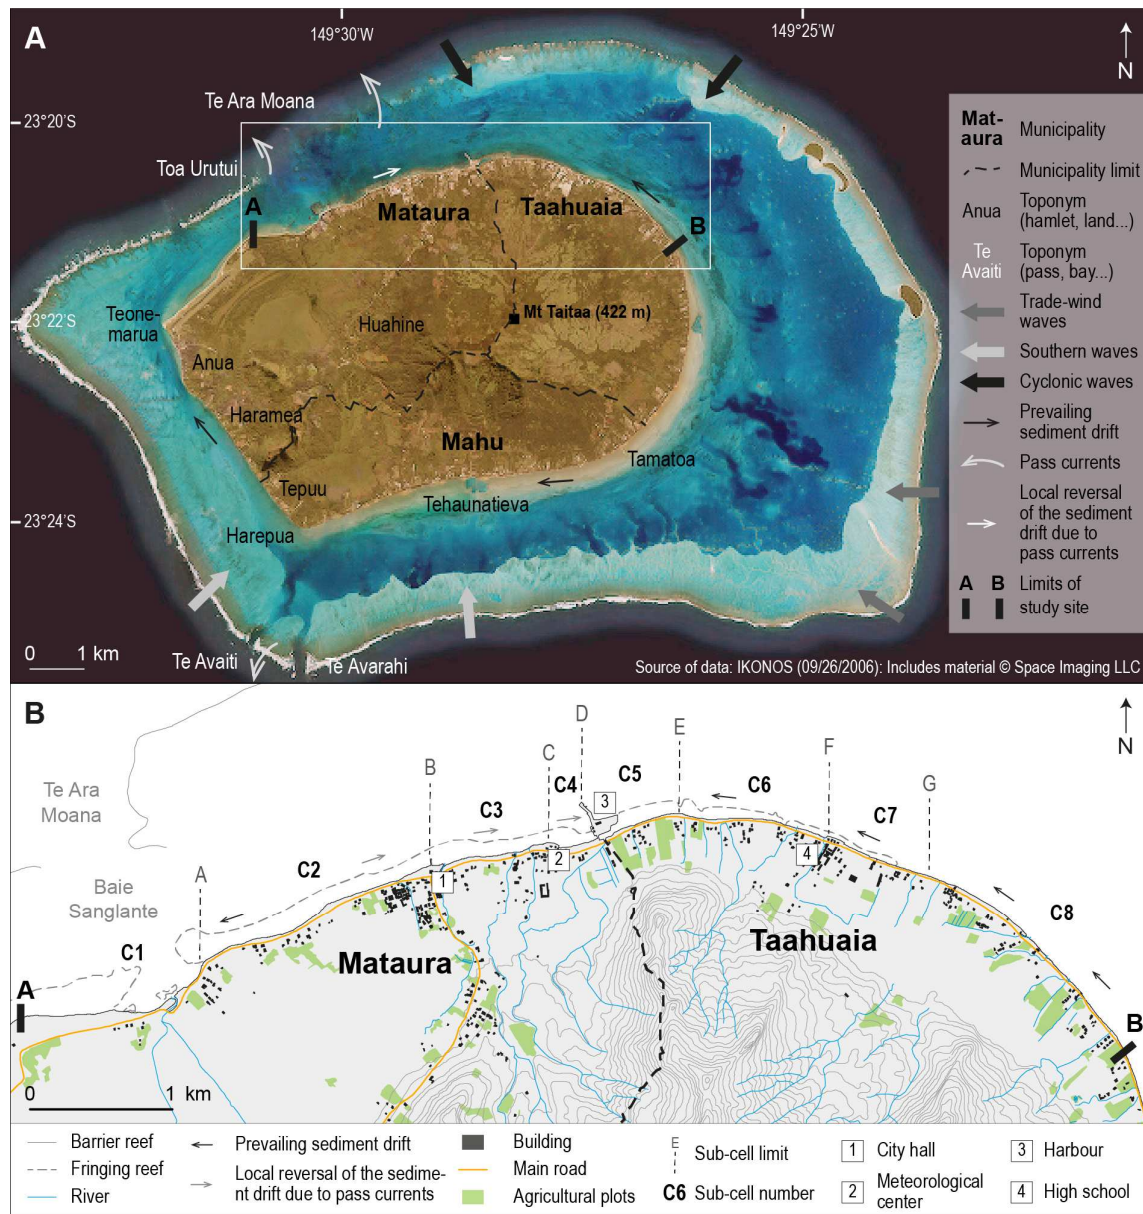 A
149°30'W
149°25'W
N
Te Ara Moana
23°20'S
Toa Urutui
A
Mataura
Taahuaia
B
Teone-
marua
23°22'S
Mt Taitaa (422 m)
Huahine
Anua
Haramea
Mahu
Tamatoa
Tepuu
Tehaunatieva
23°24'S
Harepua
0 1 km
Te Avaiti
Te Avarahi
Source of data: IKONOS (09/26/2006): Includes material © Space Imaging LLC
Mat-
aura
Municipality
Municipality limit
Anua
Toponym
(hamlet, land...)
Te
Avaiti
Toponym
(pass, bay...)
Trade-wind
waves
Southern waves
Cyclonic waves
Prevailing
sediment drift
Pass currents
Local reversal
of the sediment
drift due to
pass currents
A B
Limits of
study site
B
N
Te Ara
Moana
Baie
Sanglante
A
B
C
D
E
F
G
C1
C2
C3
C4
C5
C6
C7
C8
1
2
3
4
A
B
Mataura
Taahuaia
0 1 km
Barrier reef
Fringing reef
River
Prevailing sediment drift
Local reversal of the sedime-
nt drift due to pass currents
Building
Main road
Agricultural plots
E
Sub-cell limit
C6
Sub-cell number
1 City hall
2 Meteorological
center
3 Harbour
4 High school